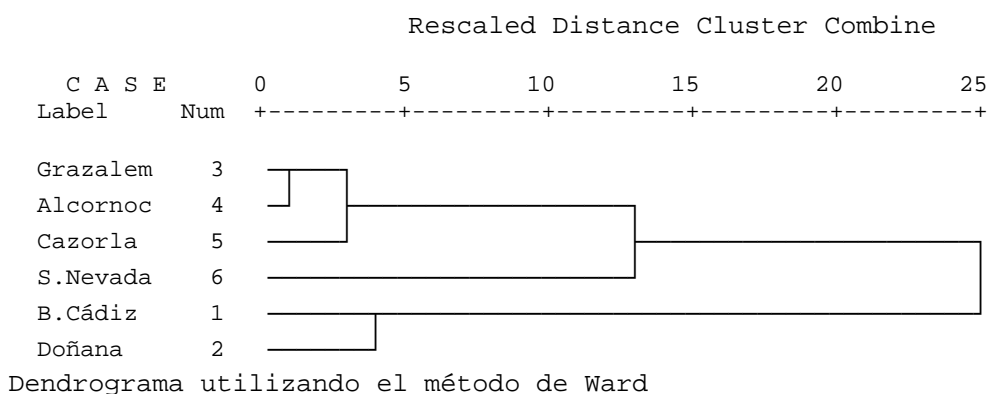 Rescaled Distance Cluster Combine
C A S E 0 5 10 15 20 25
Label Num +---------+---------+---------+---------+---------+
Grazalem 3
Alcornoc 4
Cazorla 5
S.Nevada 6
B.Cádiz 1
Doñana 2
Dendrograma utilizando el método de Ward